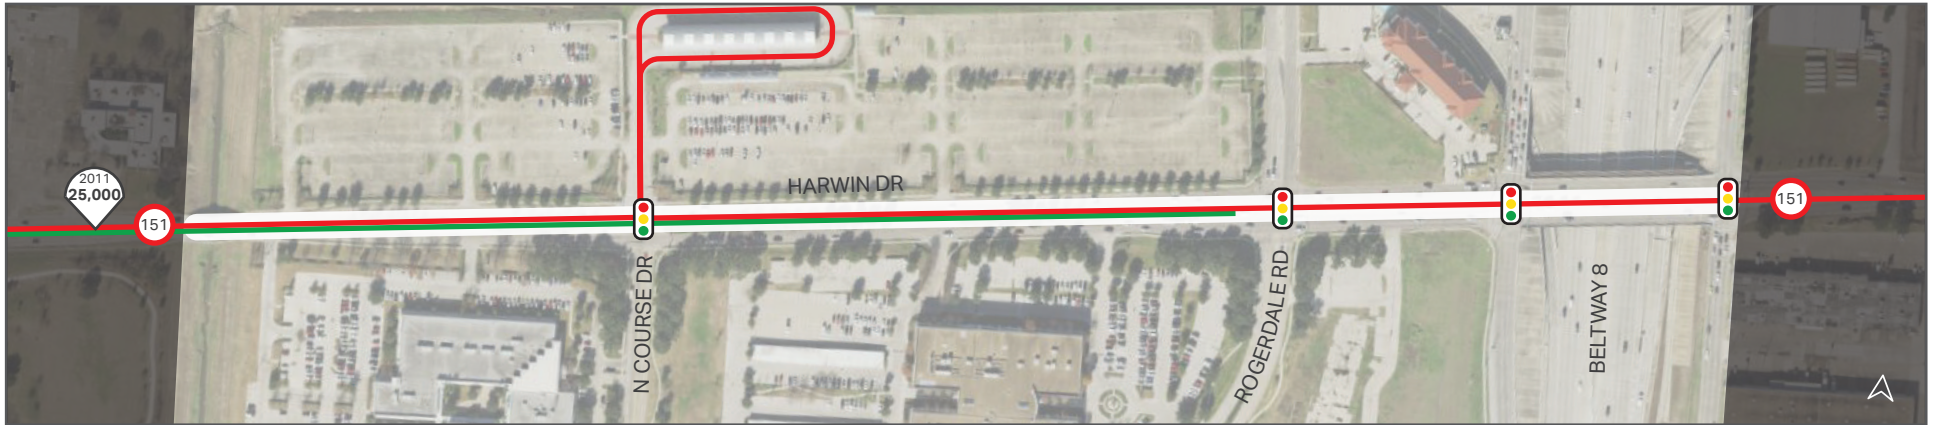 2011
25,000
151
HARWIN DR
N COURSE DR
ROGERDALE RD
BELTWAY 8
151